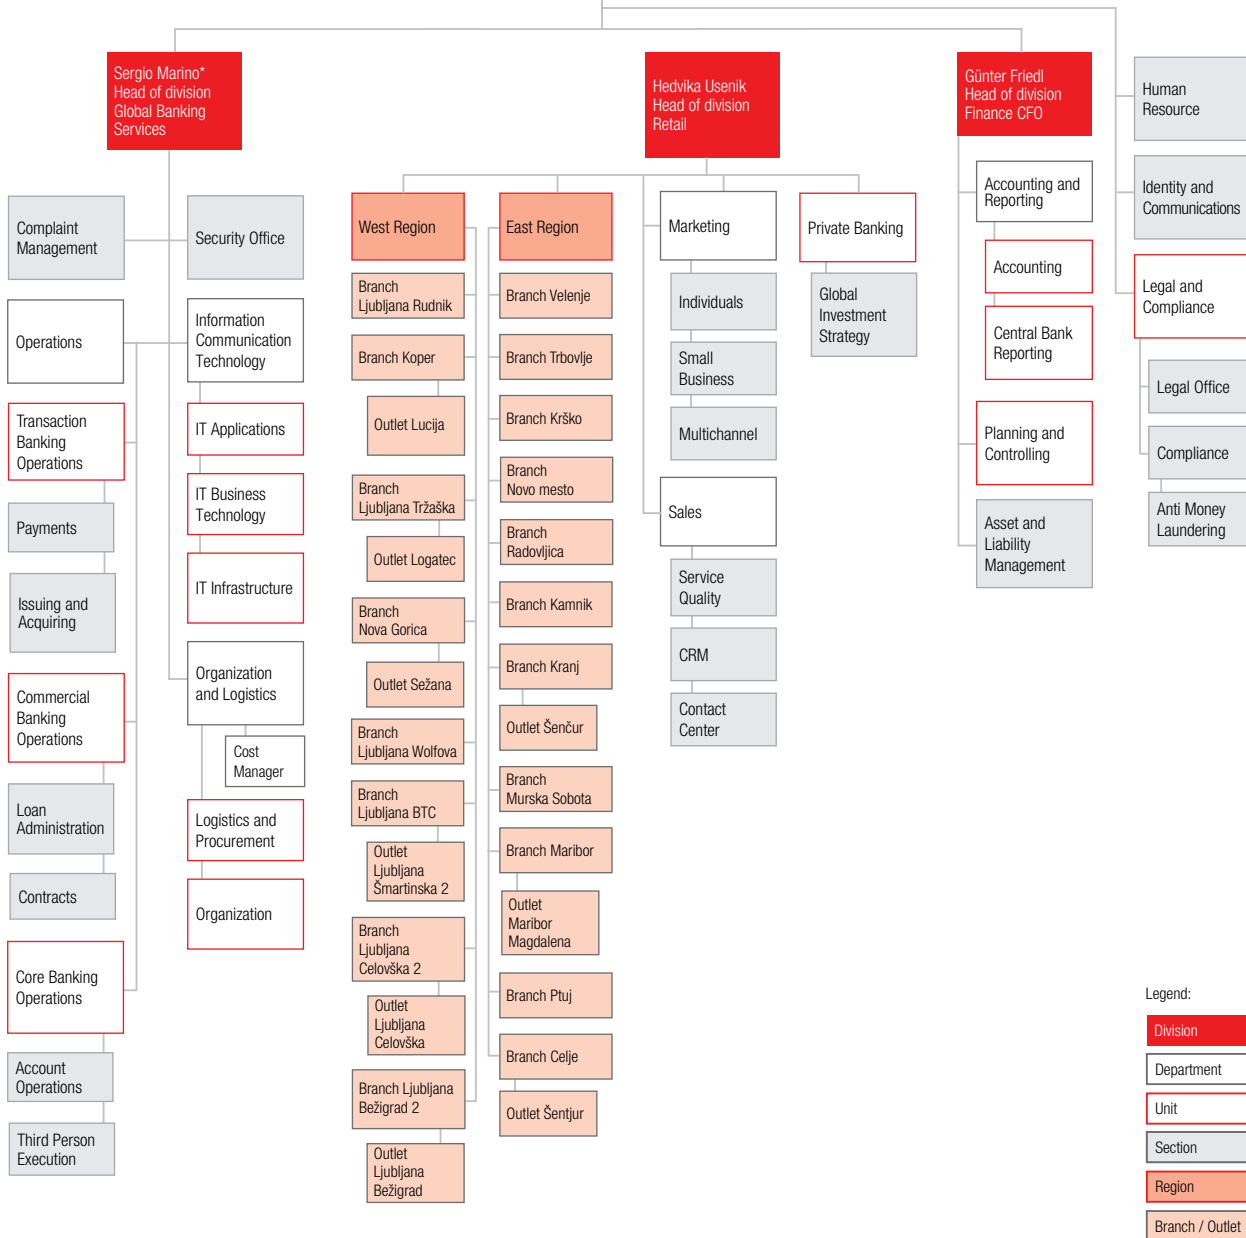 Sergio Marino*
Head of division
Global Banking
Services
Complaint
Management
Security Office
Operations
Information
Communication
Technology
Transaction
Banking
Operations
IT Applications
Payments
IT Business
Technology
Issuing and
Acquiring
IT Infrastructure
Commercial
Banking
Operations
Organization
and Logistics
Cost
Manager
Loan
Administration
Logistics and
Procurement
Contracts
Organization
Core Banking
Operations
Account
Operations
Third Person
Execution
Hedvika Usenik
Head of division
Retail
West Region
Branch
Ljubljana Rudnik
Branch Koper
Outlet Lucija
Branch
Ljubljana Tržaška
Outlet Logatec
Branch
Nova Gorica
Outlet Sežana
Branch
Ljubljana Wolfova
Branch
Ljubljana BTC
Outlet
Ljubljana
Šmartinska 2
Branch
Ljubljana
Celovška 2
Outlet
Ljubljana
Celovška
Branch Ljubljana
Bežigrad 2
Outlet
Ljubljana
Bežigrad
East Region
Branch Velenje
Branch Trbovlje
Branch Krško
Branch
Novo mesto
Branch
Radovljica
Branch Kamnik
Branch Kranj
Outlet Šenčur
Branch
Murska Sobota
Branch Maribor
Outlet
Maribor
Magdalena
Branch Ptuj
Branch Celje
Outlet Šentjur
Marketing
Individuals
Small
Business
Multichannel
Sales
Service
Quality
CRM
Contact
Center
Private Banking
Global
Investment
Strategy
Günter Friedl
Head of division
Finance CFO
Accounting and
Reporting
Accounting
Central Bank
Reporting
Planning and
Controlling
Asset and
Liability
Management
Human
Resource
Identity and
Communications
Legal and
Compliance
Legal Office
Compliance
Anti Money
Laundering
Legend:
Division
Department
Unit
Section
Region
Branch / Outlet